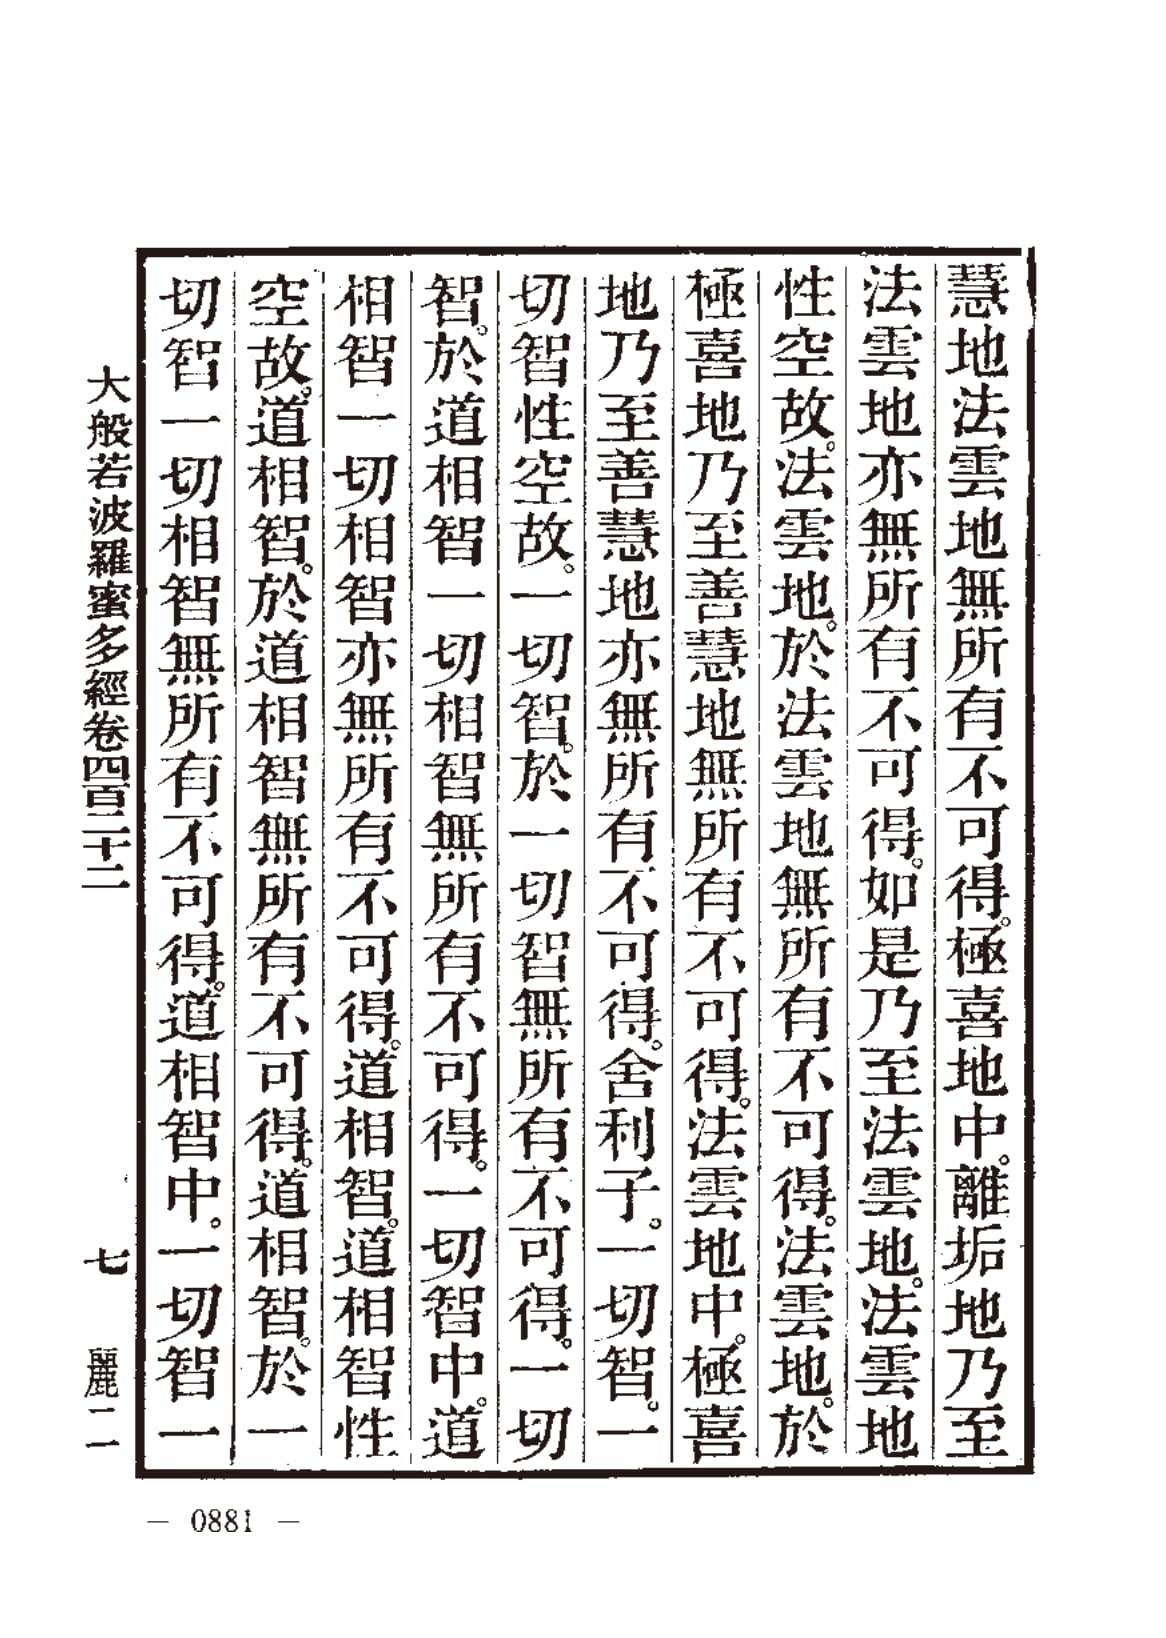 慧地法雲地無所有不可得。極喜地中。離垢地乃至
法雲地亦無所有不可得。如是乃至法雲地。法雲地
性空故。法雲地。於法雲地無所有不可得。法雲地。於
極喜地乃至善慧地無所有不可得。法雲地中。極喜
地乃至善慧地亦無所有不可得。舍利子。一切智。一
切智性空故。一切智。於一切智無所有不可得。一切
智。於道相智一切相智無所有不可得。一切智中。道
相智一切相智亦無所有不可得。道相智。道相智性
空故。道相智。於道相智無所有不可得。道相智。於一
切智一切相智無所有不可得。道相智中。一切智一
大般若波羅蜜多經卷四百二十二 七 麗二一
— 0881 —